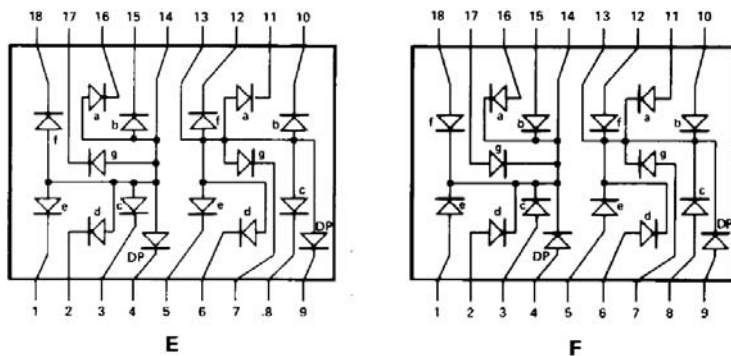 18 17 16 15 14 13 12 11 10
a a
b f b
f
g g
e c e c
d d
DP
DP
1 2 3 4 5 6 7 .8 9
E
18 17 16 15 14 13 12 11 10
a a
f b f b
g g
e c e c
d d
DP
DP
1 2 3 4 5 6 7 8 9
F